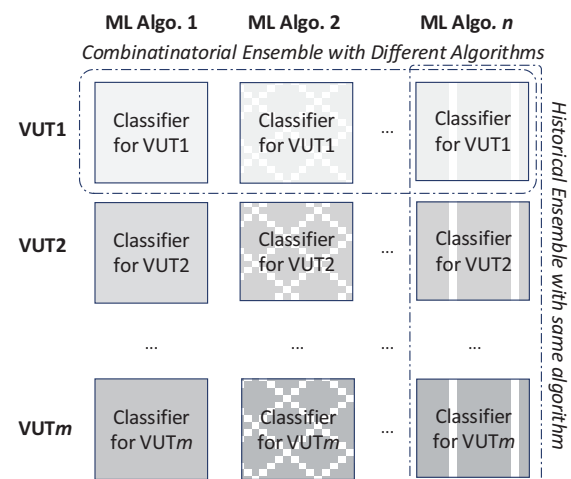 ML Algo. 1 ML Algo. 2 ML Algo. n
Combinatinatorial Ensemble with Different Algorithms
VUT1
Classifier
for VUT1
Classifier
for VUT1
...
Classifier
for VUT1
VUT2
Classifier
for VUT2
Classifier
for VUT2
...
Classifier
for VUT2
... ... ... ...
VUTm
Classifier
for VUTm
Classifier
for VUTm
...
Classifier
for VUTm
Historical Ensemble with same algorithm